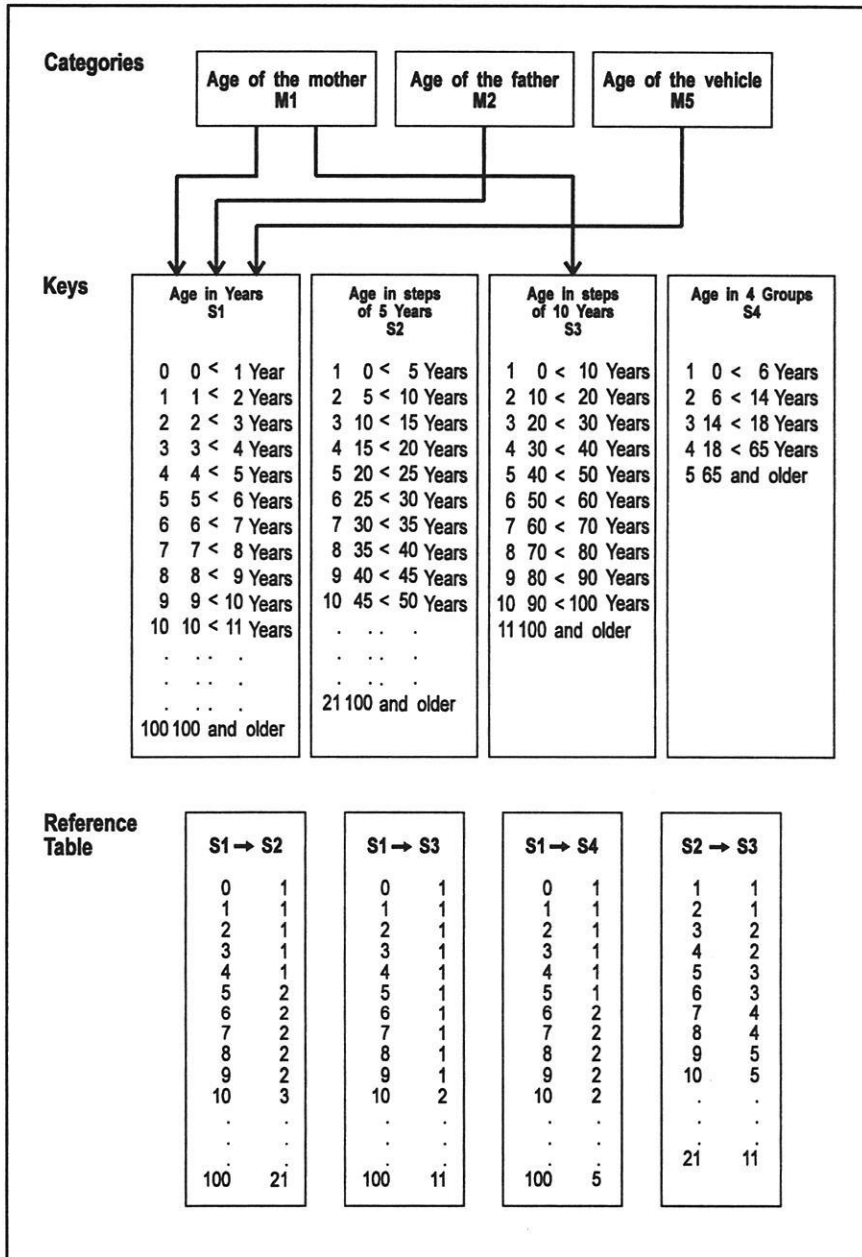 Categories
Age of the mother
M1
Age of the father
M2
Age of the vehicle
M5
Keys
Age in Years
S1
0 0 < 1 Year
1 1 < 2 Years
2 2 < 3 Years
3 3 < 4 Years
4 4 < 5 Years
5 5 < 6 Years
6 6 < 7 Years
7 7 < 8 Years
8 8 < 9 Years
9 9 < 10 Years
10 10 < 11 Years
. . . .
. . . .
. . . .
100 100 and older
Age in steps
of 5 Years
S2
1 0 < 5 Years
2 5 < 10 Years
3 10 < 15 Years
4 15 < 20 Years
5 20 < 25 Years
6 25 < 30 Years
7 30 < 35 Years
8 35 < 40 Years
9 40 < 45 Years
10 45 < 50 Years
. . . .
. . . .
21 100 and older
Age in steps
of 10 Years
S3
1 0 < 10 Years
2 10 < 20 Years
3 20 < 30 Years
4 30 < 40 Years
5 40 < 50 Years
6 50 < 60 Years
7 60 < 70 Years
8 70 < 80 Years
9 80 < 90 Years
10 90 < 100 Years
11 100 and older
Age in 4 Groups
S4
1 0 < 6 Years
2 6 < 14 Years
3 14 < 18 Years
4 18 < 65 Years
5 65 and older
Reference
Table
S1 → S2
0 1
1 1
2 1
3 1
4 1
5 2
6 2
7 2
8 2
9 2
10 3
. .
. .
. .
100 21
S1 → S3
0 1
1 1
2 1
3 1
4 1
5 1
6 1
7 1
8 1
9 1
10 2
. .
. .
. .
100 11
S1 → S4
0 1
1 1
2 1
3 1
4 1
5 1
6 2
7 2
8 2
9 2
10 2
. .
. .
. .
100 5
S2 → S3
1 1
2 1
3 2
4 2
5 3
6 3
7 4
8 4
9 5
10 5
. .
. .
. .
21 11